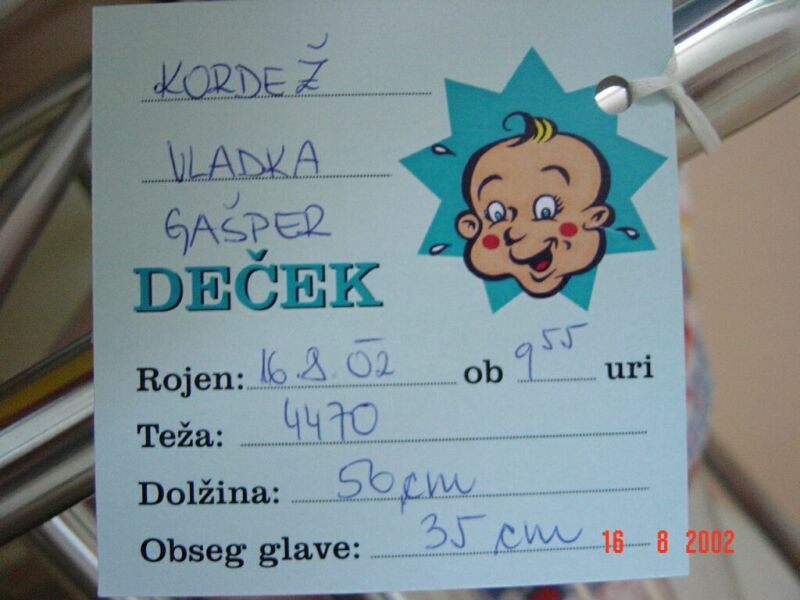 KORDEŽ
VLADKA
GAŠPER
DEČEK
Rojen: 16.8.02 ob 9⁵⁵ uri
Teža: 4470
Dolžina: 56 cm
Obseg glave: 35 cm
16 8 2002